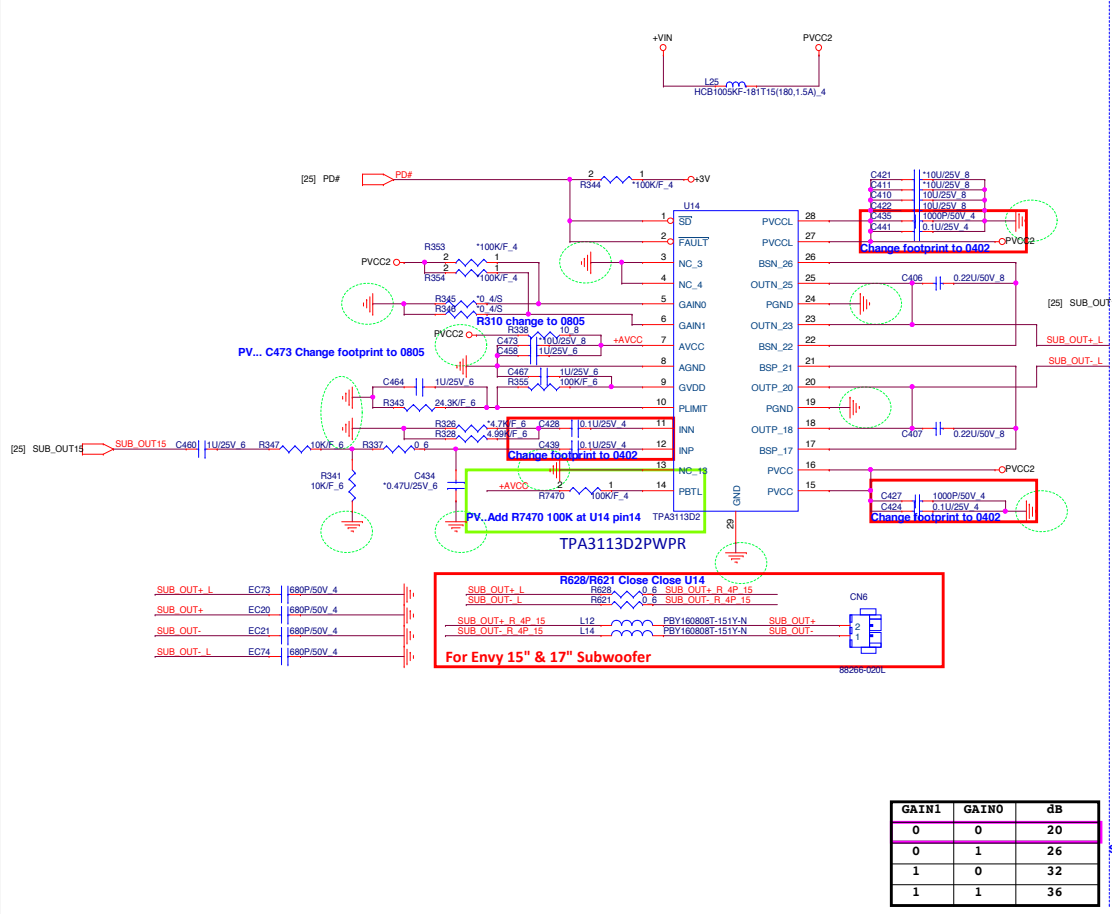 +VIN
PVCC2
L25
HCB1005KF-181T15(180,1.5A)_4
[25] PD#
PD#
2
1
R344
*100K/F_4
+3V
U14
C421
*10U/25V_8
C411
*10U/25V_8
C410
10U/25V_8
C422
10U/25V_8
C435
1000P/50V_4
C441
0.1U/25V_4
PVCC2
Change footprint to 0402
1
SD
2
FAULT
3
NC_3
4
NC_4
5
GAIN0
6
GAIN1
7
AVCC
8
AGND
9
GVDD
10
PLIMIT
11
INN
12
INP
13
NC_13
14
PBTL
28
PVCCL
27
PVCCL
26
BSN_26
25
OUTN_25
24
PGND
23
OUTN_23
22
BSN_22
21
BSP_21
20
OUTP_20
19
PGND
18
OUTP_18
17
BSP_17
16
PVCC
15
PVCC
GND
29
TPA3113D2
TPA3113D2PWPR
R353
*100K/F_4
2
1
PVCC2
2
1
R354
100K/F_4
R345
*0_4/S
R346
*0_4/S
R310 change to 0805
PVCC2
R338
10_8
C473
*10U/25V_8
C458
1U/25V_6
+AVCC
PV... C473 Change footprint to 0805
C467
1U/25V_6
R355
100K/F_6
C464
1U/25V_6
R343
24.3K/F_6
R326
*4.7K/F_6
R328
4.99K/F_6
C428
0.1U/25V_4
C439
0.1U/25V_4
Change footprint to 0402
[25] SUB_OUT15
SUB_OUT15
C460
1U/25V_6
R347
10K/F_6
R337
0_6
R341
10K/F_6
C434
*0.47U/25V_6
+AVCC
2
1
R7470
100K/F_4
PV..Add R7470 100K at U14 pin14
C406
0.22U/50V_8
[25] SUB_OUT
SUB_OUT+_L
SUB_OUT-_L
C407
0.22U/50V_8
PVCC2
C427
1000P/50V_4
C424
0.1U/25V_4
Change footprint to 0402
SUB_OUT+_L
EC73
680P/50V_4
SUB_OUT+
EC20
680P/50V_4
SUB_OUT-
EC21
680P/50V_4
SUB_OUT-_L
EC74
680P/50V_4
R628/R621 Close Close U14
SUB_OUT+_L
R628
0_6
SUB_OUT+_R_4P_15
SUB_OUT-_L
R621
0_6
SUB_OUT-_R_4P_15
SUB_OUT+_R_4P_15
L12
PBY160808T-151Y-N
SUB_OUT+
SUB_OUT-_R_4P_15
L14
PBY160808T-151Y-N
SUB_OUT-
CN6
2
1
88266-020L
For Envy 15" & 17" Subwoofer
GAIN1 GAIN0 dB
0 0 20
0 1 26
1 0 32
1 1 36